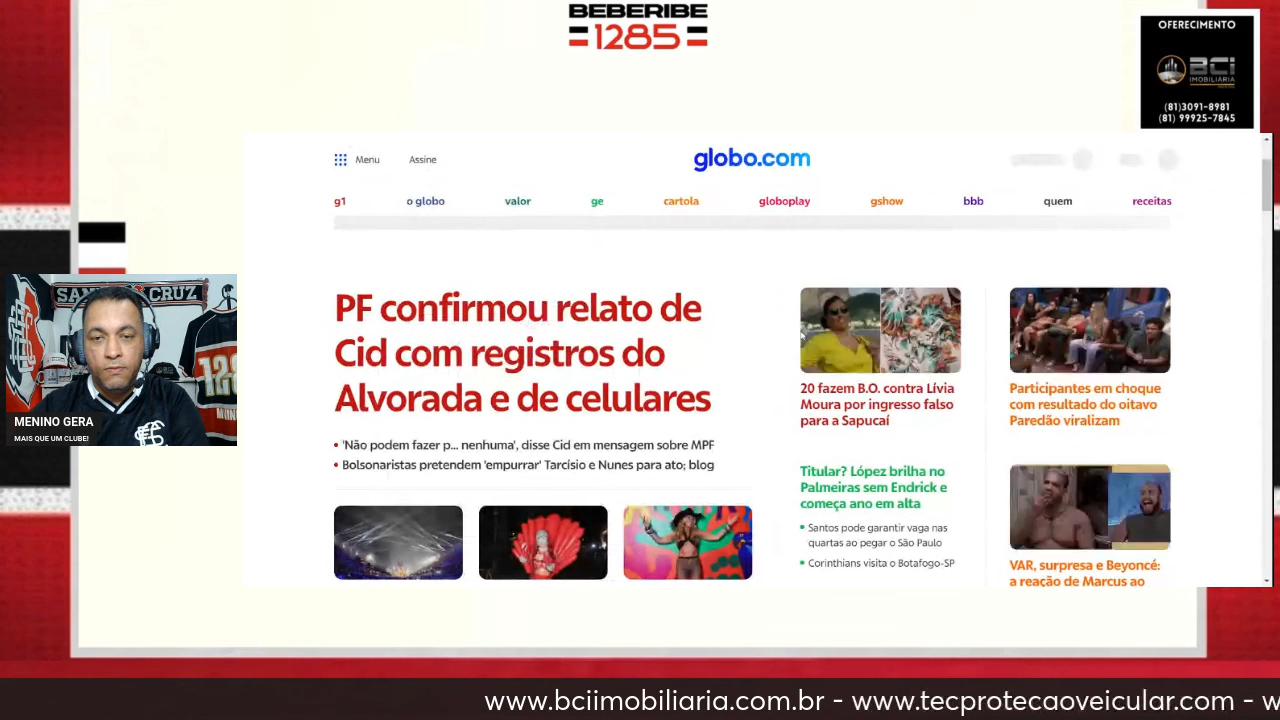 BEBERIBE
1285
OFERECIMENTO
BCi
IMOBILIÁRIA
(81)3091-8981
(81) 99925-7845
Menu
Assine
globo.com
g1
o globo
valor
ge
cartola
globoplay
gshow
bbb
quem
receitas
PF confirmou relato de
Cid com registros do
Alvorada e de celulares
'Não podem fazer p... nenhuma', disse Cid em mensagem sobre MPF
Bolsonaristas pretendem 'empurrar' Tarcísio e Nunes para ato; blog
20 fazem B.O. contra Lívia
Moura por ingresso falso
para a Sapucaí
Titular? López brilha no
Palmeiras sem Endrick e
começa ano em alta
Santos pode garantir vaga nas
quartas ao pegar o São Paulo
Corinthians visita o Botafogo-SP
Participantes em choque
com resultado do oitavo
Paredão viralizam
VAR, surpresa e Beyoncé:
a reação de Marcus ao
MENINO GERA
MAIS QUE UM CLUBE!
www.bciimobiliaria.com.br - www.tecprotecaoveicular.com - w